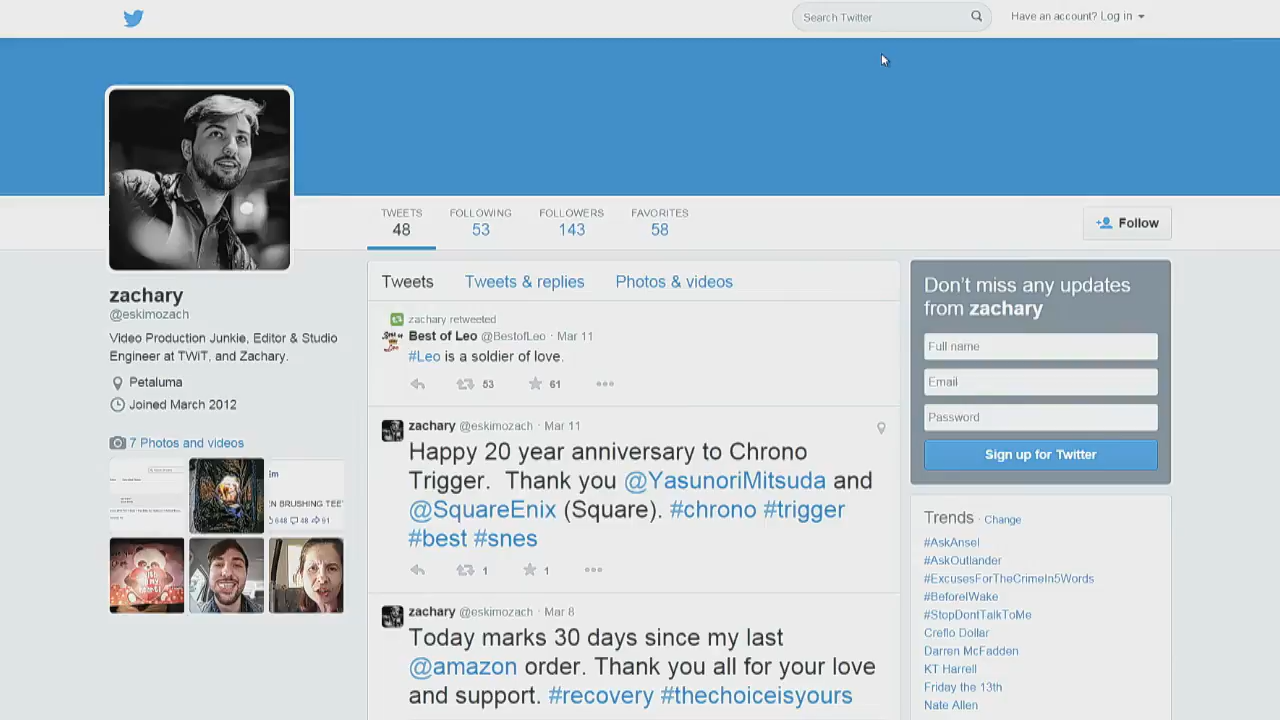 Search Twitter
Have an account? Log in
TWEETS
48
FOLLOWING
53
FOLLOWERS
143
FAVORITES
58
Follow
zachary
@eskimozach
Video Production Junkie, Editor & Studio
Engineer at TWiT, and Zachary.
Petaluma
Joined March 2012
7 Photos and videos
EN BRUSHING TEE
648 48 91
Tweets
Tweets & replies
Photos & videos
zachary retweeted
Best of Leo @BestofLeo · Mar 11
#Leo is a soldier of love.
53 61
zachary @eskimozach · Mar 11
Happy 20 year anniversary to Chrono
Trigger. Thank you @YasunoriMitsuda and
@SquareEnix (Square). #chrono #trigger
#best #snes
1 1
zachary @eskimozach · Mar 8
Today marks 30 days since my last
@amazon order. Thank you all for your love
and support. #recovery #thechoiceisyours
Don't miss any updates
from zachary
Full name
Email
Password
Sign up for Twitter
Trends · Change
#AskAnsel
#AskOutlander
#ExcusesForTheCrimeIn5Words
#BeforeIWake
#StopDontTalkToMe
Creflo Dollar
Darren McFadden
KT Harrell
Friday the 13th
Nate Allen